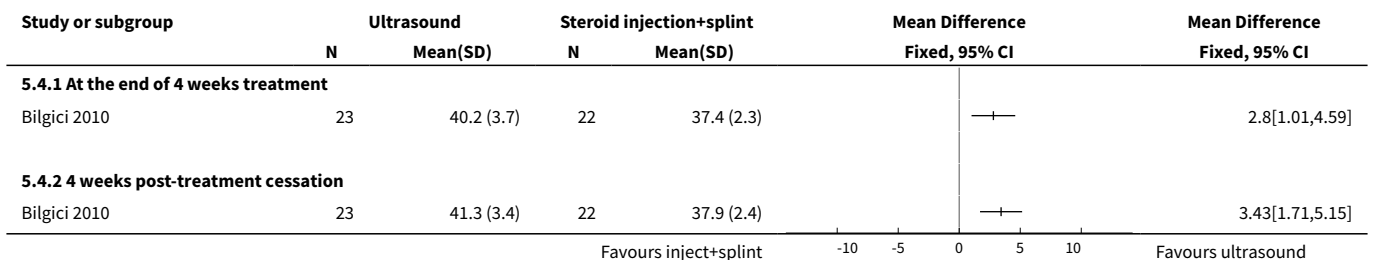 Study or subgroup Ultrasound Steroid injection+splint Mean Difference Mean Difference
N Mean(SD) N Mean(SD) Fixed, 95% CI Fixed, 95% CI
5.4.1 At the end of 4 weeks treatment
Bilgici 2010 23 40.2 (3.7) 22 37.4 (2.3) 2.8[1.01,4.59]
5.4.2 4 weeks post-treatment cessation
Bilgici 2010 23 41.3 (3.4) 22 37.9 (2.4) 3.43[1.71,5.15]
Favours inject+splint -10 -5 0 5 10 Favours ultrasound